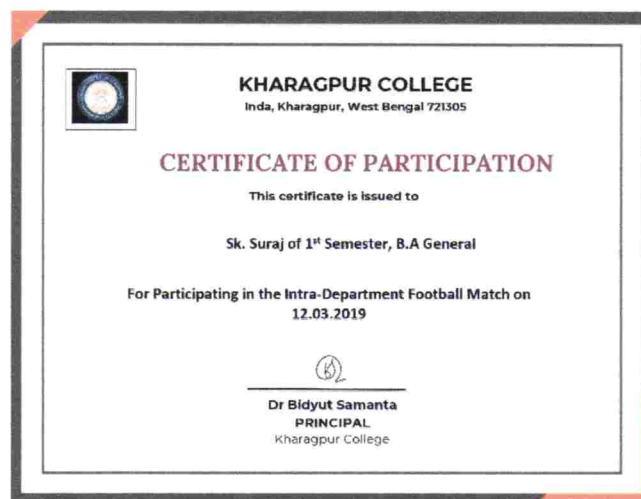 KHARAGPUR COLLEGE
Inda, Kharagpur, West Bengal 721305
CERTIFICATE OF PARTICIPATION
This certificate is issued to
Sk. Suraj of 1st Semester, B.A General
For Participating in the Intra-Department Football Match on
12.03.2019
Dr Bidyut Samanta
PRINCIPAL
Kharagpur College